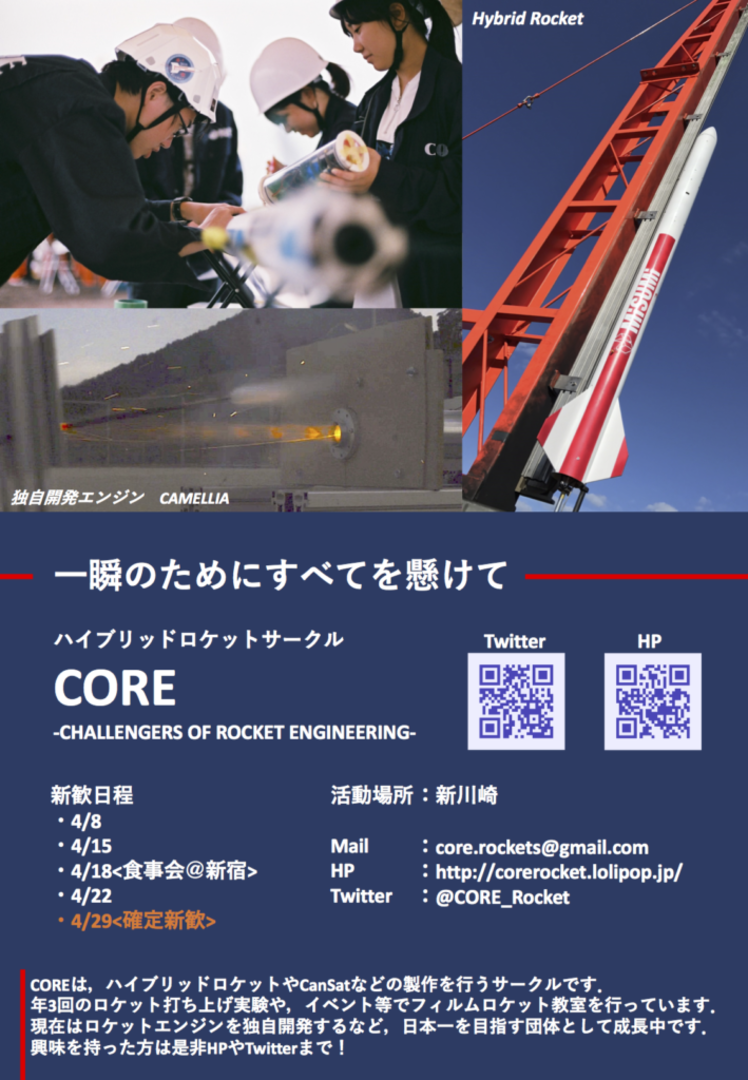 Hybrid Rocket
MISUMI
独自開発エンジン CAMELLIA
一瞬のためにすべてを懸けて
ハイブリッドロケットサークル
CORE
-CHALLENGERS OF ROCKET ENGINEERING-
Twitter
HP
新歓日程
・4/8
・4/15
・4/18<食事会＠新宿>
・4/22
・4/29<確定新歓>
活動場所：新川崎
Mail ：core.rockets@gmail.com
HP ：http://corerocket.lolipop.jp/
Twitter ：@CORE_Rocket
COREは，ハイブリッドロケットやCanSatなどの製作を行うサークルです．
年3回のロケット打ち上げ実験や，イベント等でフィルムロケット教室を行っています．
現在はロケットエンジンを独自開発するなど，日本一を目指す団体として成長中です．
興味を持った方は是非HPやTwitterまで！